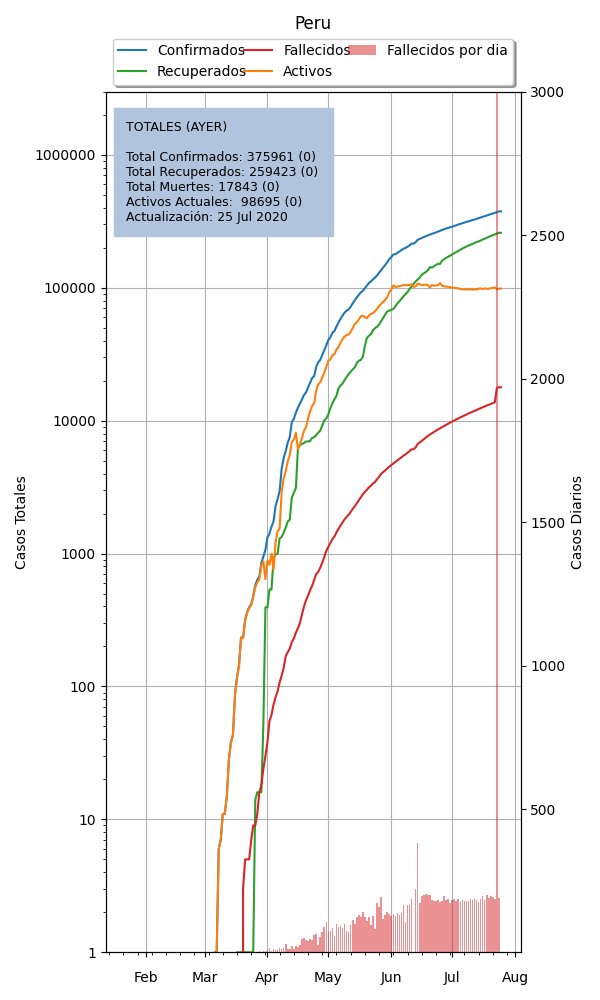 Peru
Confirmados
Fallecidos
Fallecidos por dia
Recuperados
Activos
TOTALES (AYER)
Total Confirmados: 375961 (0)
Total Recuperados: 259423 (0)
Total Muertes: 17843 (0)
Activos Actuales:  98695 (0)
Actualización: 25 Jul 2020
1000000
100000
10000
1000
100
10
1
Casos Totales
3000
2500
2000
1500
1000
500
Casos Diarios
Feb
Mar
Apr
May
Jun
Jul
Aug